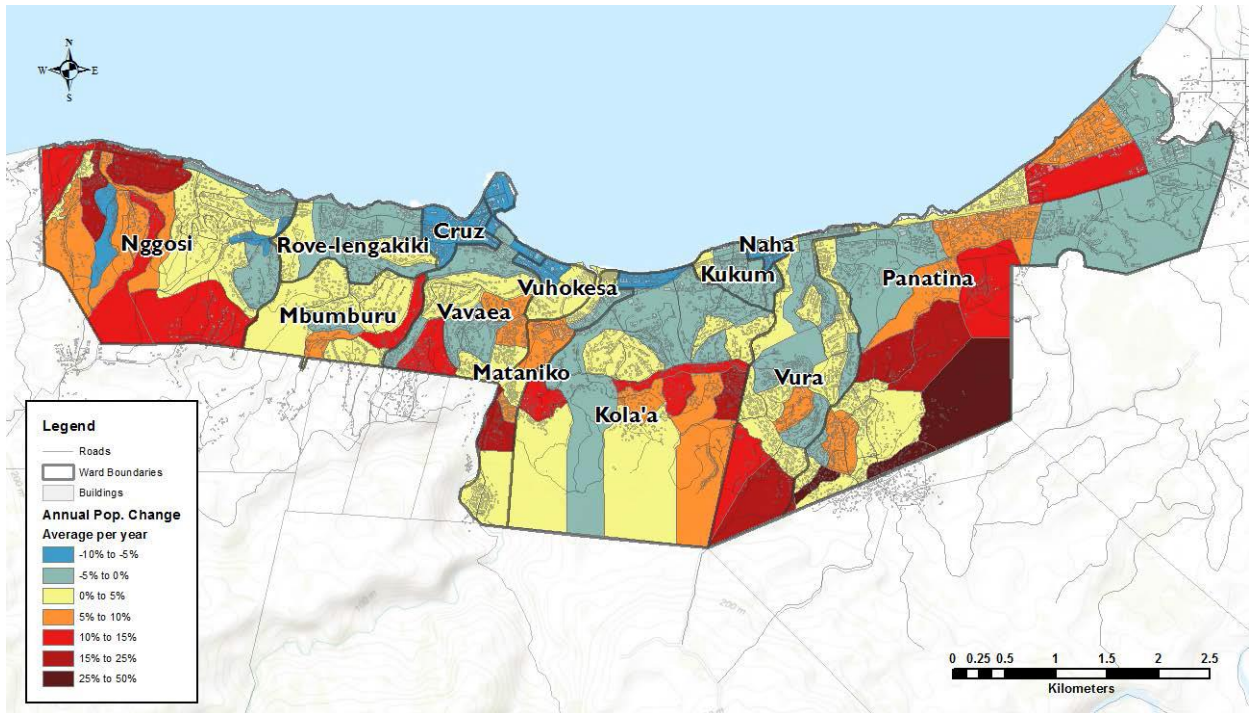 N
W E
S
Naha
Cruz
Nggosi
Rove-lengakiki
Kukum
Panatina
Vuhokesa
Mbumburu
Vavaea
Mataniko
Vura
Kola'a
Legend
Roads
Ward Boundaries
Buildings
Annual Pop. Change
Average per year
-10% to -5%
-5% to 0%
0% to 5%
5% to 10%
10% to 15%
15% to 25%
25% to 50%
100 m
200 m
0 0.25 0.5 1 1.5 2 2.5
Kilometers